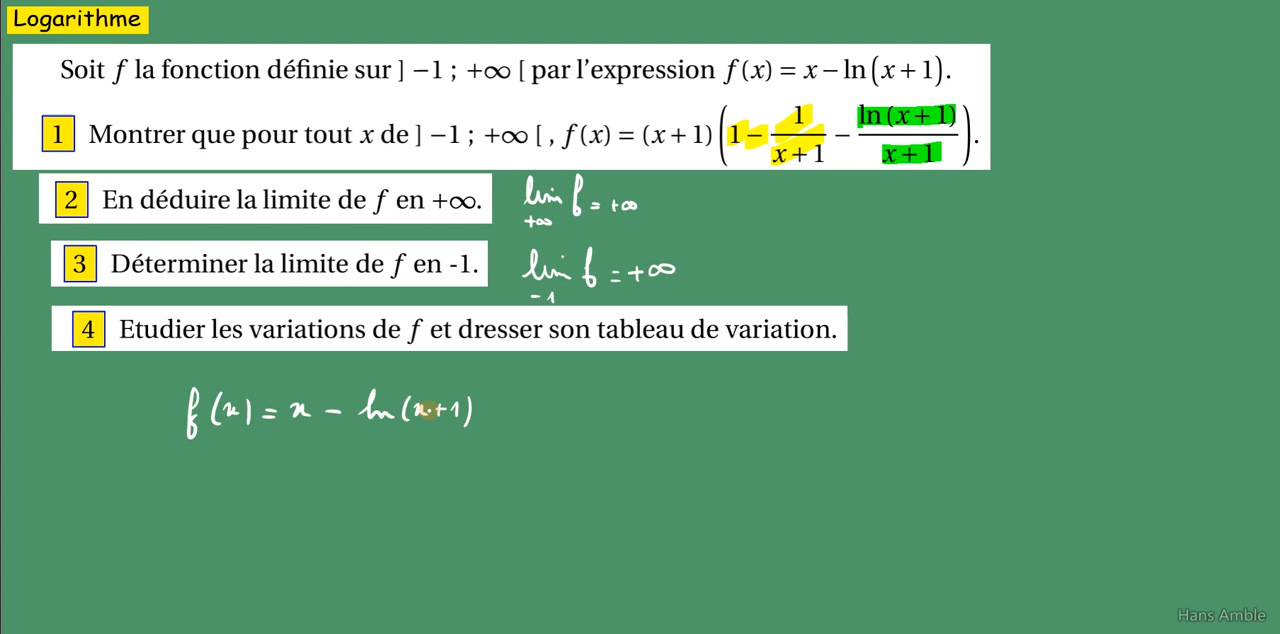 Logarithme
Soit f la fonction définie sur ] −1 ; +∞ [ par l'expression f(x) = x − ln(x+1).
1 Montrer que pour tout x de ] −1 ; +∞ [ , f(x) = (x+1)(1 − 1/(x+1) − ln(x+1)/(x+1)).
2 En déduire la limite de f en +∞. lim f = +∞
+∞
3 Déterminer la limite de f en -1. lim f = +∞
-1
4 Etudier les variations de f et dresser son tableau de variation.
f(x) = x − ln(x+1)
Hans Amble